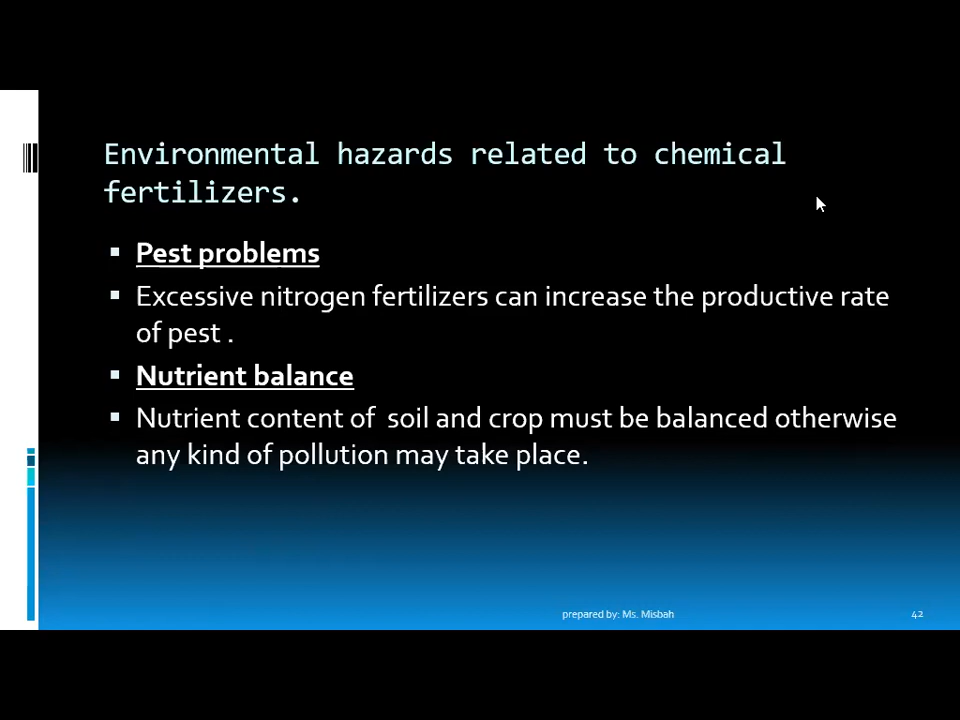 Environmental hazards related to chemical
fertilizers.
▪ Pest problems
▪ Excessive nitrogen fertilizers can increase the productive rate
of pest .
▪ Nutrient balance
▪ Nutrient content of  soil and crop must be balanced otherwise
any kind of pollution may take place.
prepared by: Ms. Misbah
42